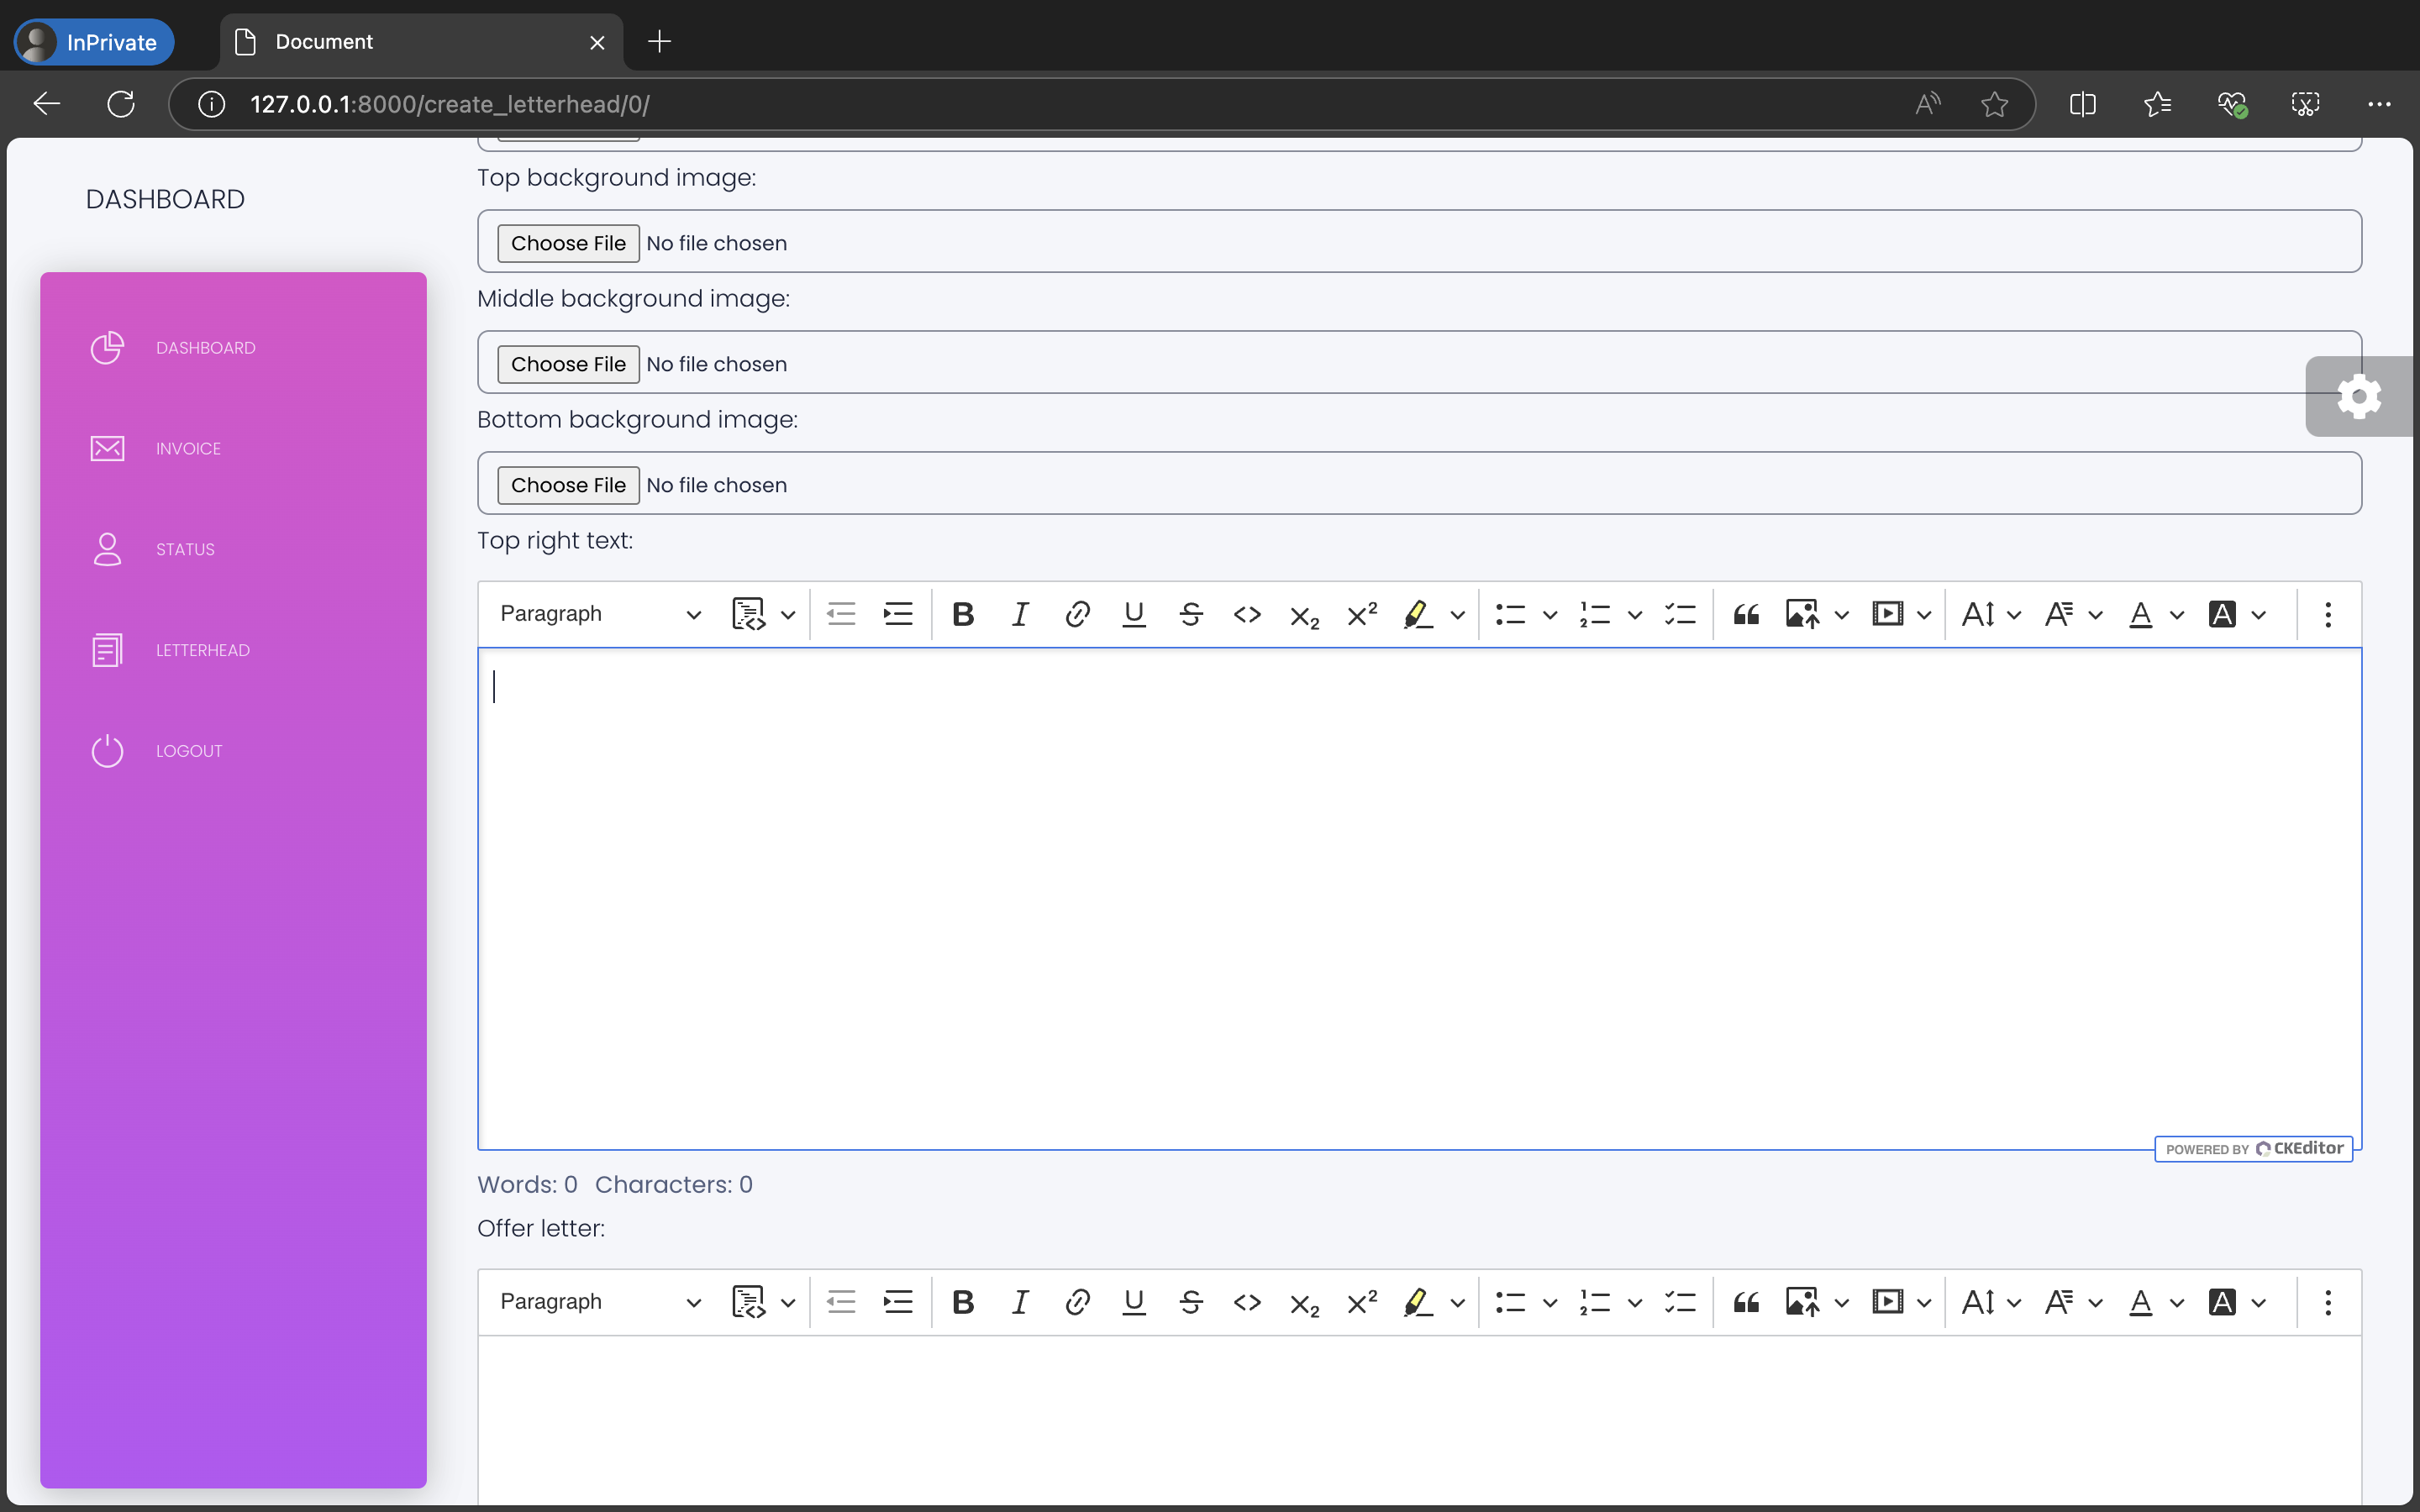 InPrivate
Document
127.0.0.1:8000/create_letterhead/0/
DASHBOARD
DASHBOARD
INVOICE
STATUS
LETTERHEAD
LOGOUT
Top background image:
Choose File No file chosen
Middle background image:
Choose File No file chosen
Bottom background image:
Choose File No file chosen
Top right text:
Paragraph
POWERED BY CKEditor
Words: 0 Characters: 0
Offer letter:
Paragraph